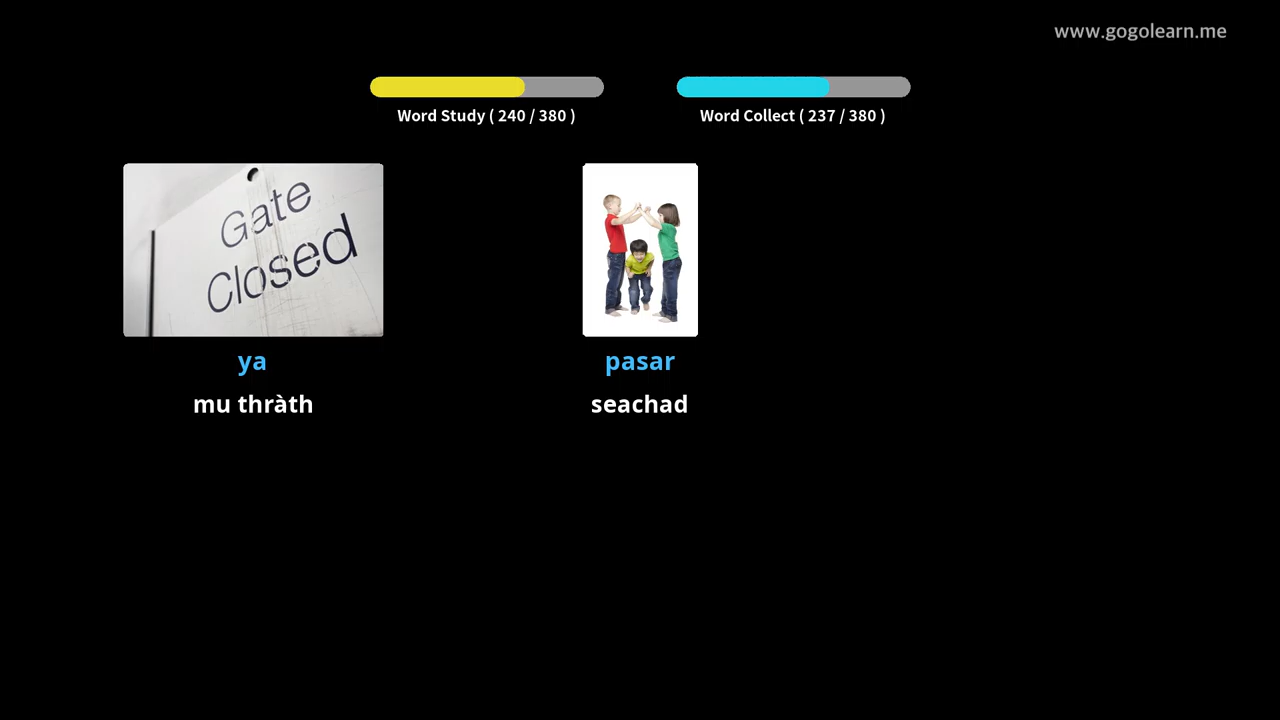 www.gogolearn.me
Word Study ( 240 / 380 )
Word Collect ( 237 / 380 )
Gate
Closed
ya
mu thràth
pasar
seachad